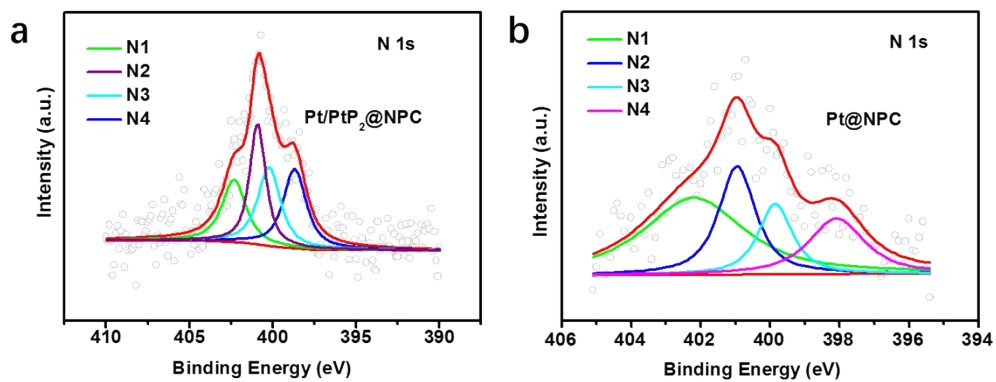 a
N1
N2
N3
N4
N 1s
Pt/PtP2@NPC
Intensity (a.u.)
410 405 400 395 390
Binding Energy (eV)
b
N1
N2
N3
N4
N 1s
Pt@NPC
Intensity (a.u.)
406 404 402 400 398 396 394
Binding Energy (eV)